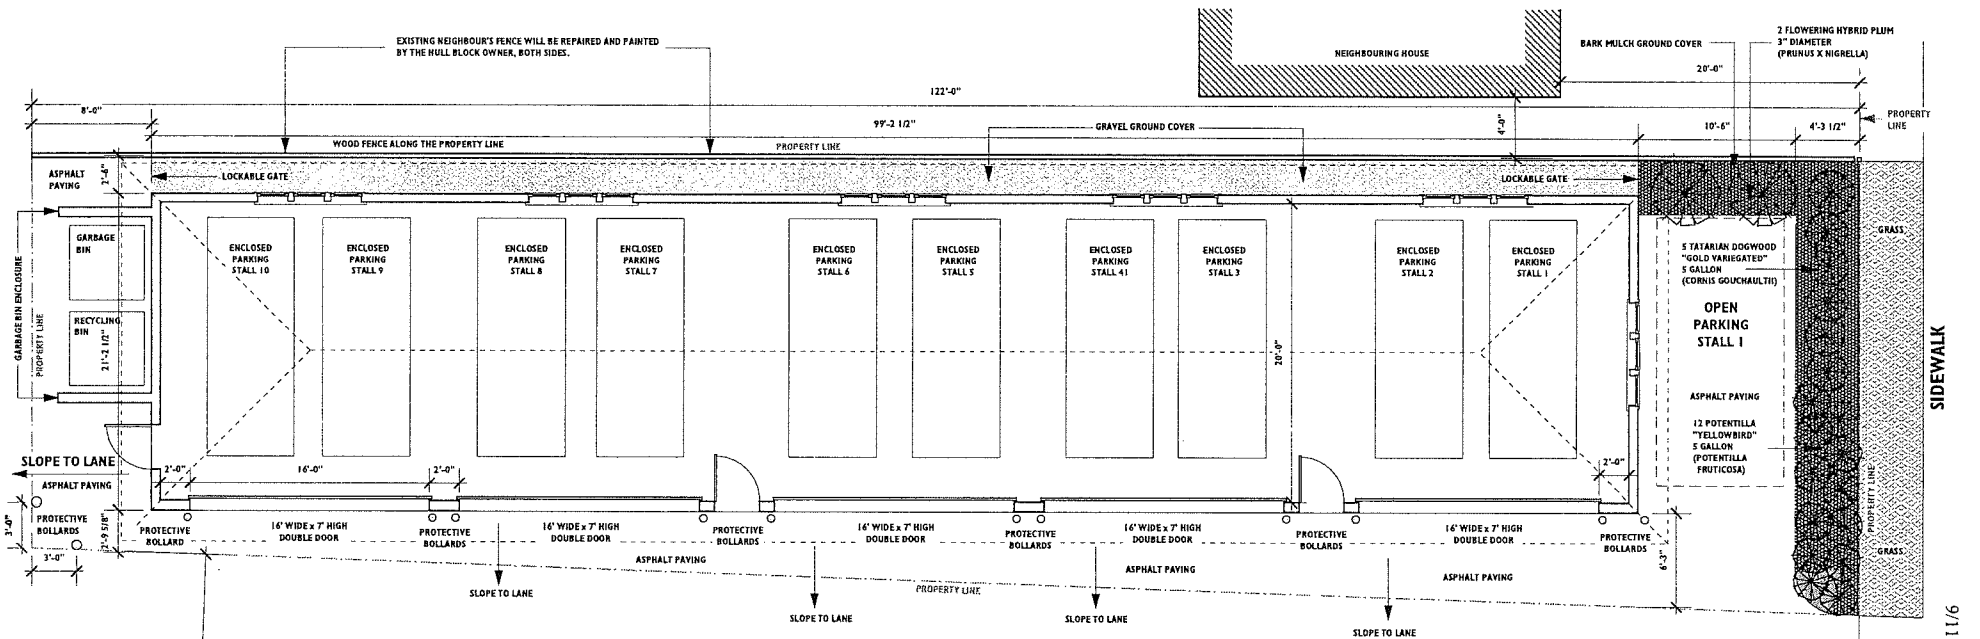 EXISTING NEIGHBOUR'S FENCE WILL BE REPAIRED AND PAINTED
BY THE HULL BLOCK OWNER, BOTH SIDES.
NEIGHBOURING HOUSE
BARK MULCH GROUND COVER
2 FLOWERING HYBRID PLUM
3" DIAMETER
(PRUNUS X NIGRELLA)
20'-0"
122'-0"
8'-0"
99'-2 1/2"
GRAVEL GROUND COVER
4'-0"
10'-6"
4'-3 1/2"
PROPERTY
LINE
WOOD FENCE ALONG THE PROPERTY LINE
PROPERTY LINE
ASPHALT
PAVING
2'-6"
LOCKABLE GATE
LOCKABLE GATE
GARBAGE BIN ENCLOSURE
PROPERTY LINE
GARBAGE
BIN
RECYCLING
BIN
21'-2 1/2"
ENCLOSED
PARKING
STALL 10
ENCLOSED
PARKING
STALL 9
ENCLOSED
PARKING
STALL 8
ENCLOSED
PARKING
STALL 7
ENCLOSED
PARKING
STALL 6
ENCLOSED
PARKING
STALL 5
ENCLOSED
PARKING
STALL 41
ENCLOSED
PARKING
STALL 3
ENCLOSED
PARKING
STALL 2
ENCLOSED
PARKING
STALL 1
20'-0"
GRASS
5 TATARIAN DOGWOOD
"GOLD VARIEGATED"
5 GALLON
(CORNIS GOUCHAULTII)
OPEN
PARKING
STALL 1
ASPHALT PAVING
12 POTENTILLA
"YELLOWBIRD"
5 GALLON
(POTENTILLA
FRUTICOSA)
PROPERTY LINE
GRASS
SIDEWALK
SLOPE TO LANE
ASPHALT PAVING
2'-0"
16'-0"
2'-0"
2'-0"
3'-0"
PROTECTIVE
BOLLARDS
3'-0"
2'-9 5/8"
PROTECTIVE
BOLLARD
16' WIDE x 7' HIGH
DOUBLE DOOR
PROTECTIVE
BOLLARDS
16' WIDE x 7' HIGH
DOUBLE DOOR
PROTECTIVE
BOLLARDS
16' WIDE x 7' HIGH
DOUBLE DOOR
PROTECTIVE
BOLLARDS
16' WIDE x 7' HIGH
DOUBLE DOOR
PROTECTIVE
BOLLARDS
16' WIDE x 7' HIGH
DOUBLE DOOR
PROTECTIVE
BOLLARDS
6'-3"
ASPHALT PAVING
ASPHALT PAVING
ASPHALT PAVING
PROPERTY LINE
SLOPE TO LANE
SLOPE TO LANE
SLOPE TO LANE
SLOPE TO LANE
9/11